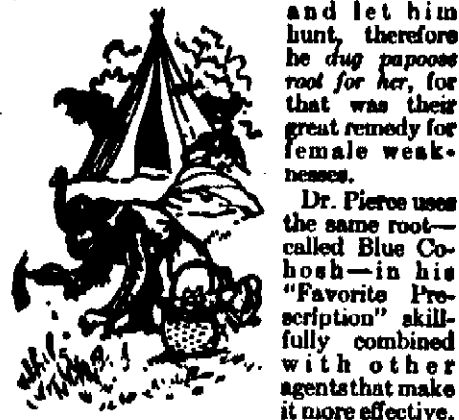 and let him
hunt, therefore
he dug papoose
root for her, for
that was their
great remedy for
female weak-
nesses.
Dr. Pierce uses
the same root—
called Blue Co-
hosh—in his
"Favorite Pre-
scription" skill-
fully combined
with other
agents that make
it more effective.